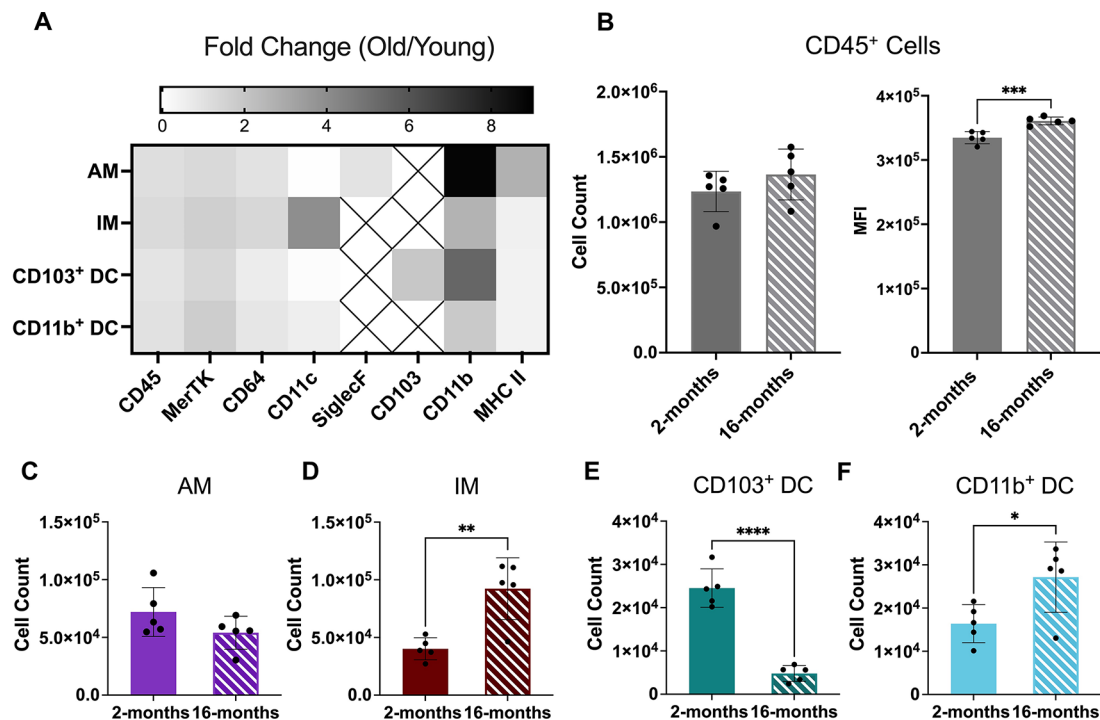 A
Fold Change (Old/Young)
0 2 4 6 8
AM
IM
CD103⁺ DC
CD11b⁺ DC
CD45 MerTK CD64 CD11c SiglecF CD103 CD11b MHC II
B
CD45⁺ Cells
Cell Count
2.0×10⁶
1.5×10⁶
1.0×10⁶
5.0×10⁵
0.0
2-months 16-months
MFI
4×10⁵
3×10⁵
2×10⁵
1×10⁵
0
***
2-months 16-months
C
AM
Cell Count
1.5×10⁵
1.0×10⁵
5.0×10⁴
0.0
2-months 16-months
D
IM
Cell Count
1.5×10⁵
1.0×10⁵
5.0×10⁴
0.0
**
2-months 16-months
E
CD103⁺ DC
Cell Count
4×10⁴
3×10⁴
2×10⁴
1×10⁴
0
****
2-months 16-months
F
CD11b⁺ DC
Cell Count
4×10⁴
3×10⁴
2×10⁴
1×10⁴
0
*
2-months 16-months